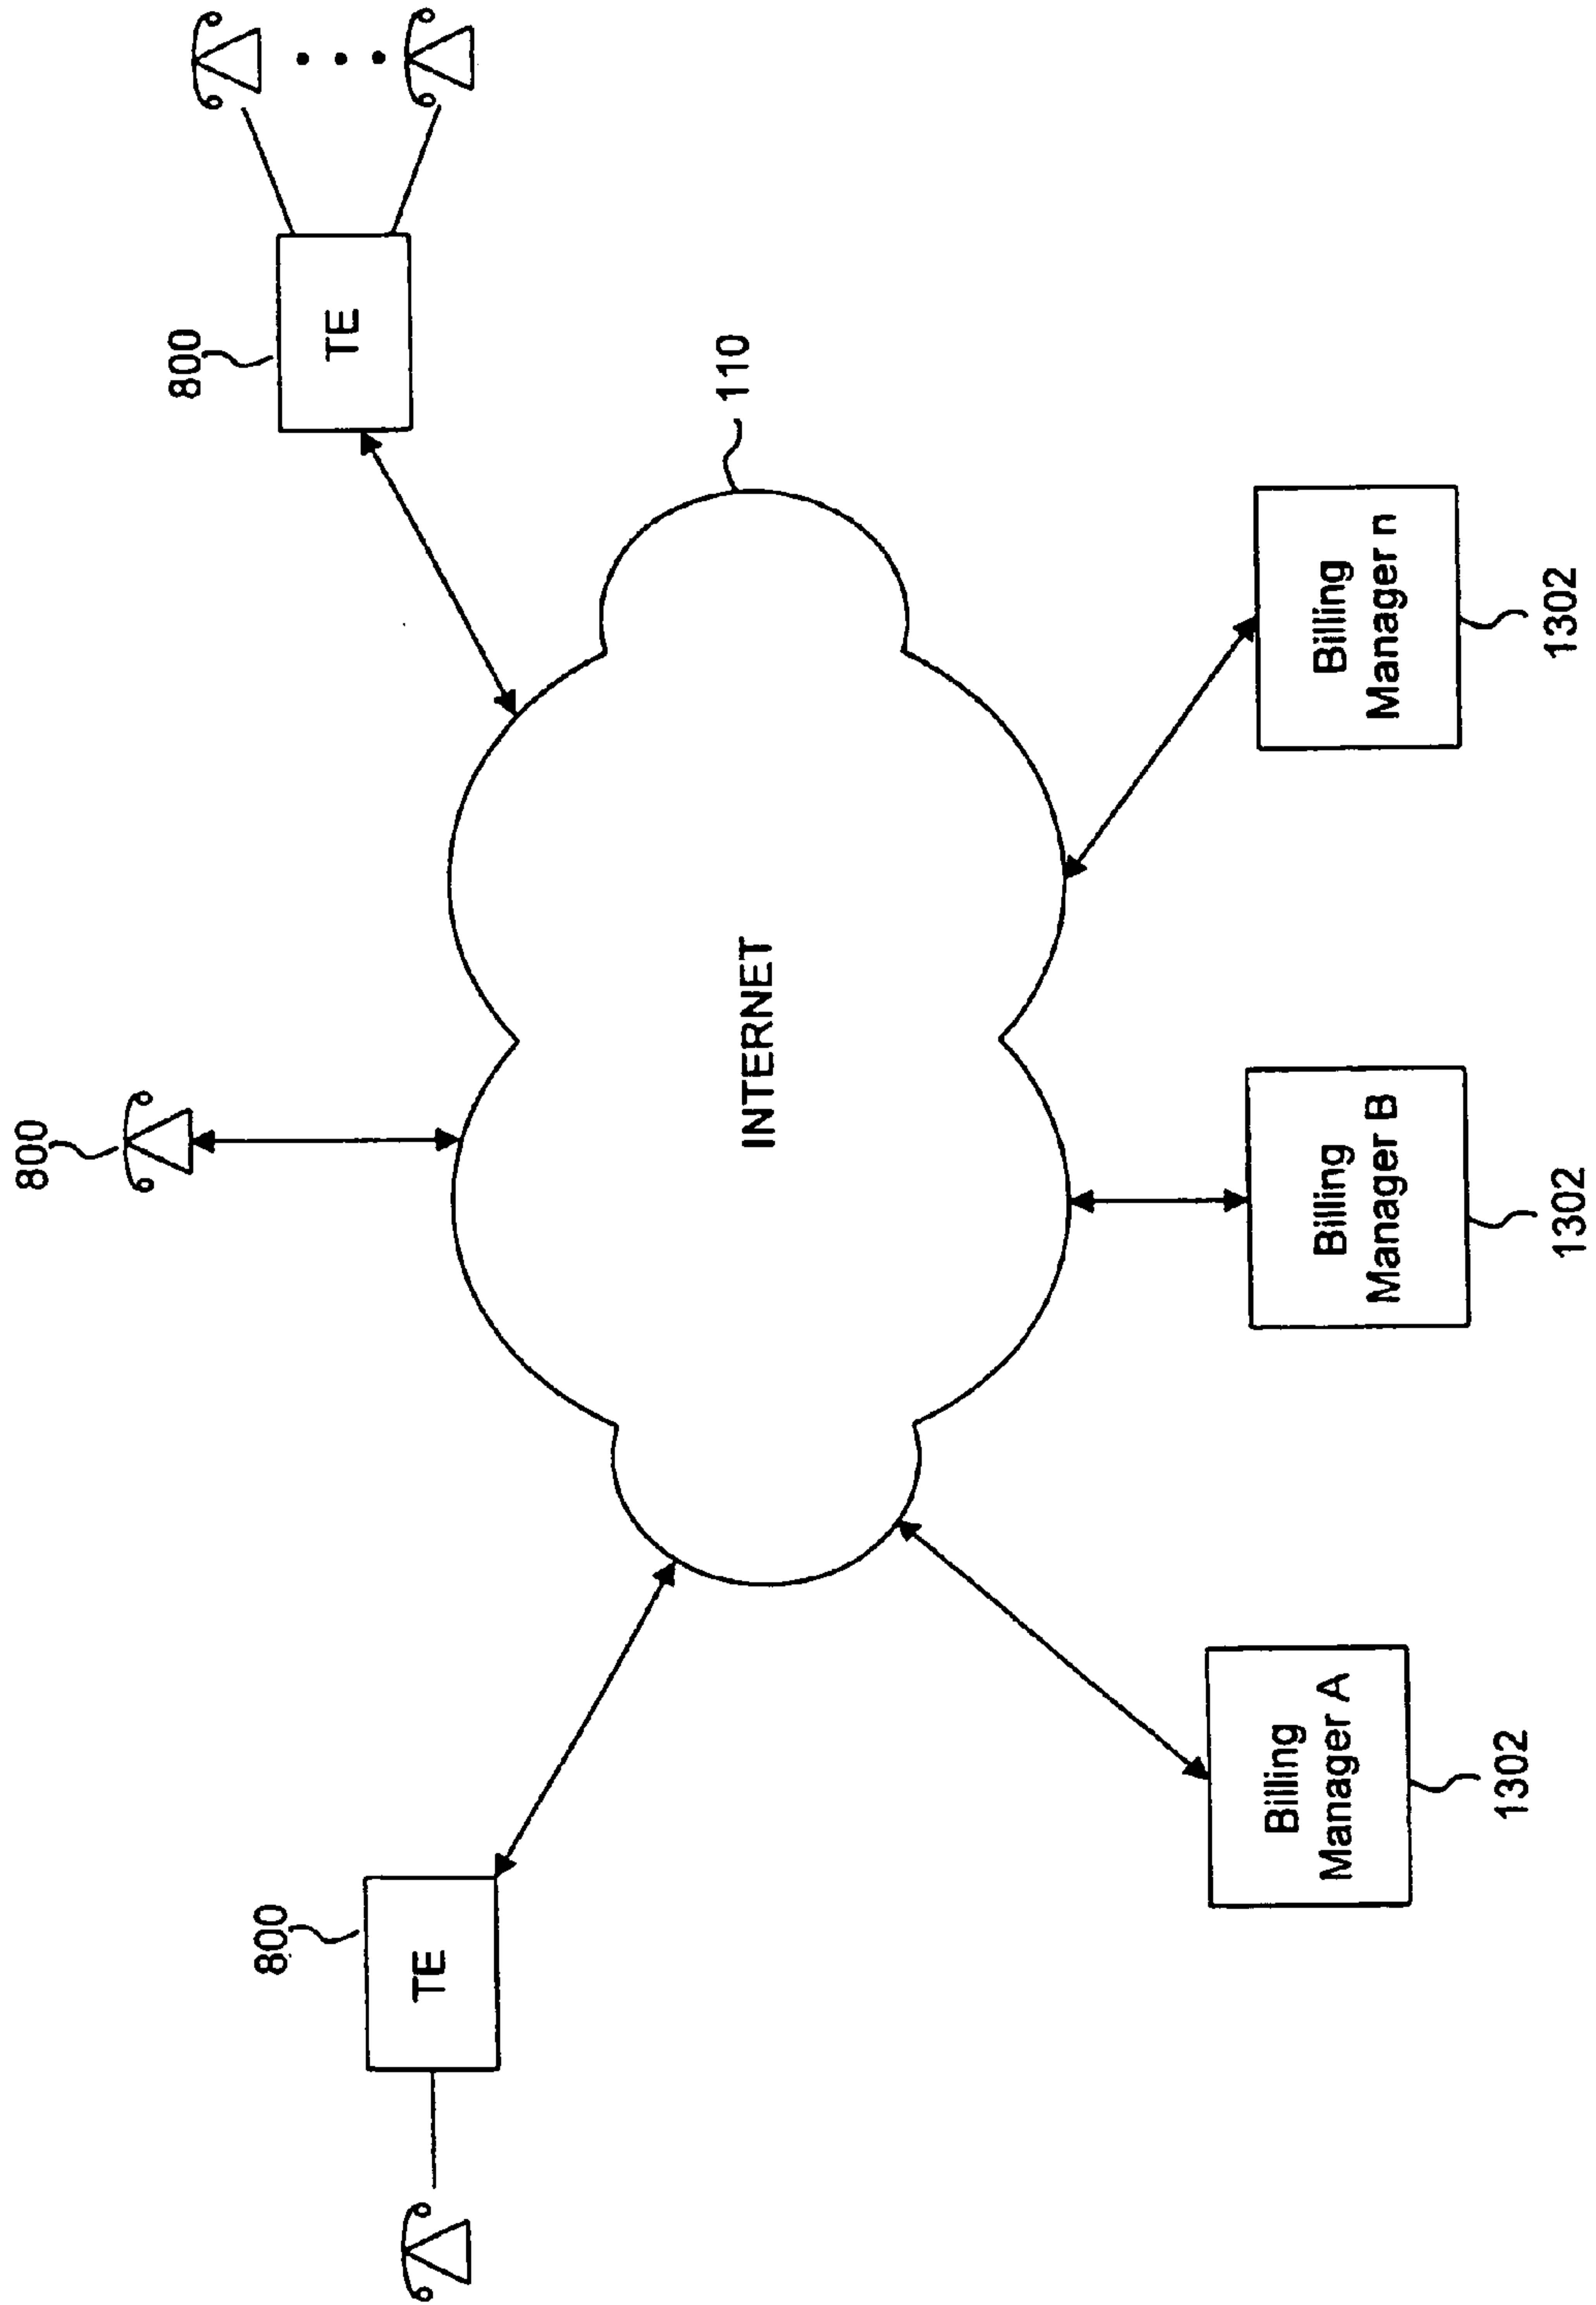 800
800
TE
800
TE
110
INTERNET
Billing
Manager A
1302
Billing
Manager B
1302
Billing
Manager n
1302